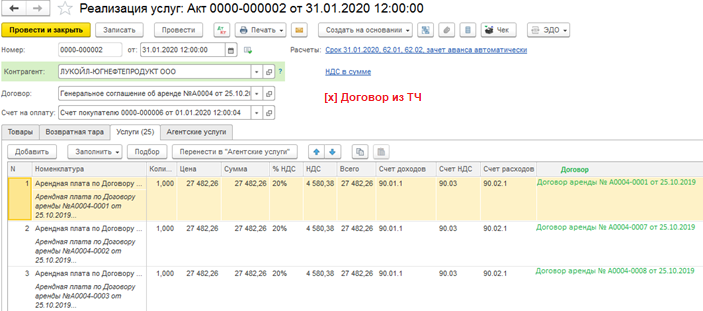 Реализация услуг: Акт 0000-000002 от 31.01.2020 12:00:00
Провести и закрыть Записать Провести Печать Создать на основании Чек ЭДО
Номер: 0000-000002 от: 31.01.2020 12:00:00 Расчеты: Срок 31.01.2020, 62.01, 62.02, зачет аванса автоматически
Контрагент: ЛУКОЙЛ-ЮГНЕФТЕПРОДУКТ ООО ? НДС в сумме
Договор: Генеральное соглашение об аренде №А0004 от 25.10.20 [x] Договор из ТЧ
Счет на оплату: Счет покупателю 0000-000006 от 01.01.2020 12:00:04
Товары Возвратная тара Услуги (25) Агентские услуги
Добавить Заполнить Подбор Перенести в "Агентские услуги"
N Номенклатура Коли... Цена Сумма % НДС НДС Всего Счет доходов Счет НДС Счет расходов Договор
1 Арендная плата по Договору ... 1,000 27 482,26 27 482,26 20% 4 580,38 27 482,26 90.01.1 90.03 90.02.1 Договор аренды № А0004-0001 от 25.10.2019
Арендная плата по Договору
аренды №А0004-0001 от
25.10.2019...
2 Арендная плата по Договору ... 1,000 27 482,26 27 482,26 20% 4 580,38 27 482,26 90.01.1 90.03 90.02.1 Договор аренды № А0004-0007 от 25.10.2019
Арендная плата по Договору
аренды №А0004-0002 от
25.10.2019...
3 Арендная плата по Договору ... 1,000 27 482,26 27 482,26 20% 4 580,38 27 482,26 90.01.1 90.03 90.02.1 Договор аренды № А0004-0008 от 25.10.2019
Арендная плата по Договору
аренды №А0004-0003 от
25.10.2019...